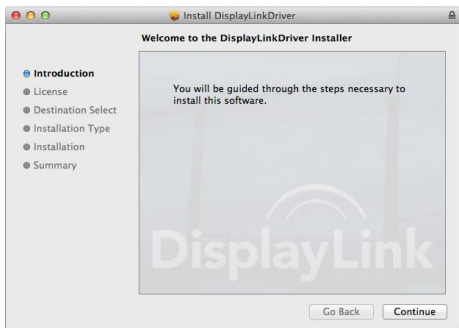 Install DisplayLinkDriver
Welcome to the DisplayLinkDriver Installer
Introduction
License
Destination Select
Installation Type
Installation
Summary
You will be guided through the steps necessary to
install this software.
DisplayLink
Go Back
Continue